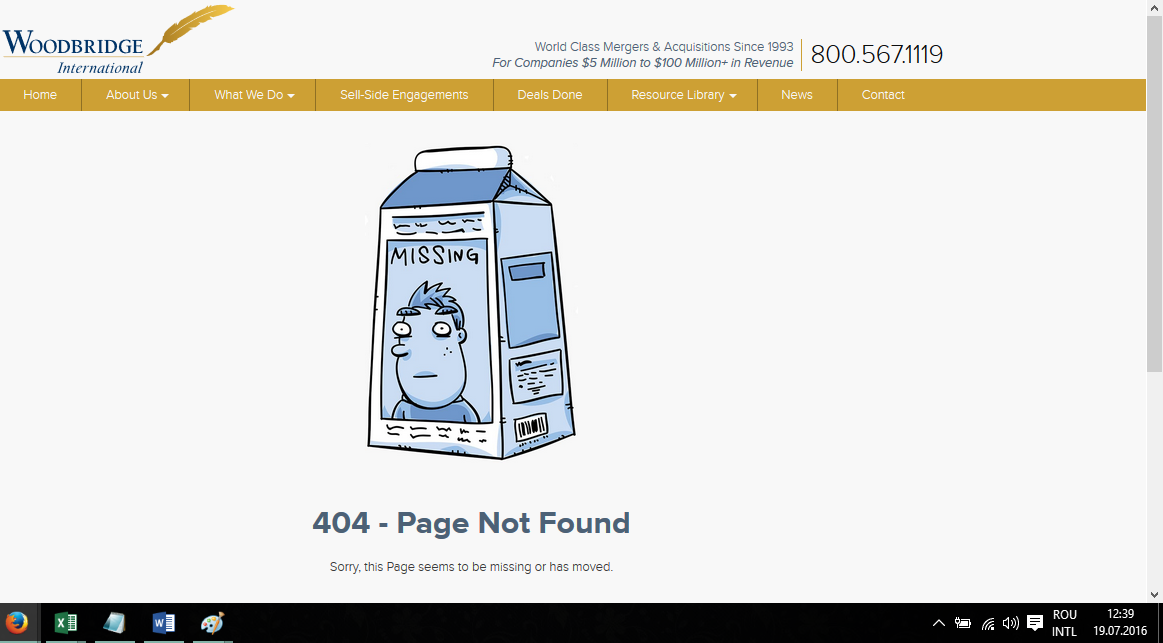 WOODBRIDGE
International
World Class Mergers & Acquisitions Since 1993
For Companies $5 Million to $100 Million+ in Revenue
800.567.1119
Home About Us What We Do Sell-Side Engagements Deals Done Resource Library News Contact
MISSING
404 - Page Not Found
Sorry, this Page seems to be missing or has moved.
ROU
INTL
12:39
19.07.2016